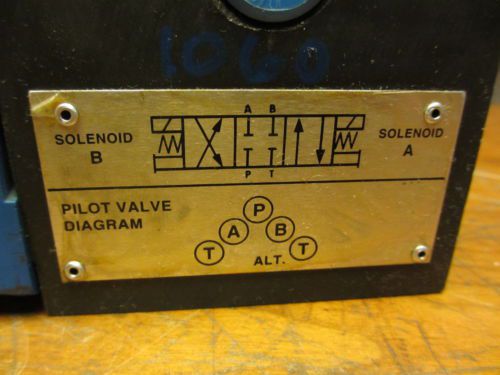 1060
A B
SOLENOID
B
SOLENOID
A
P T
PILOT VALVE
DIAGRAM
T A P B T
ALT.